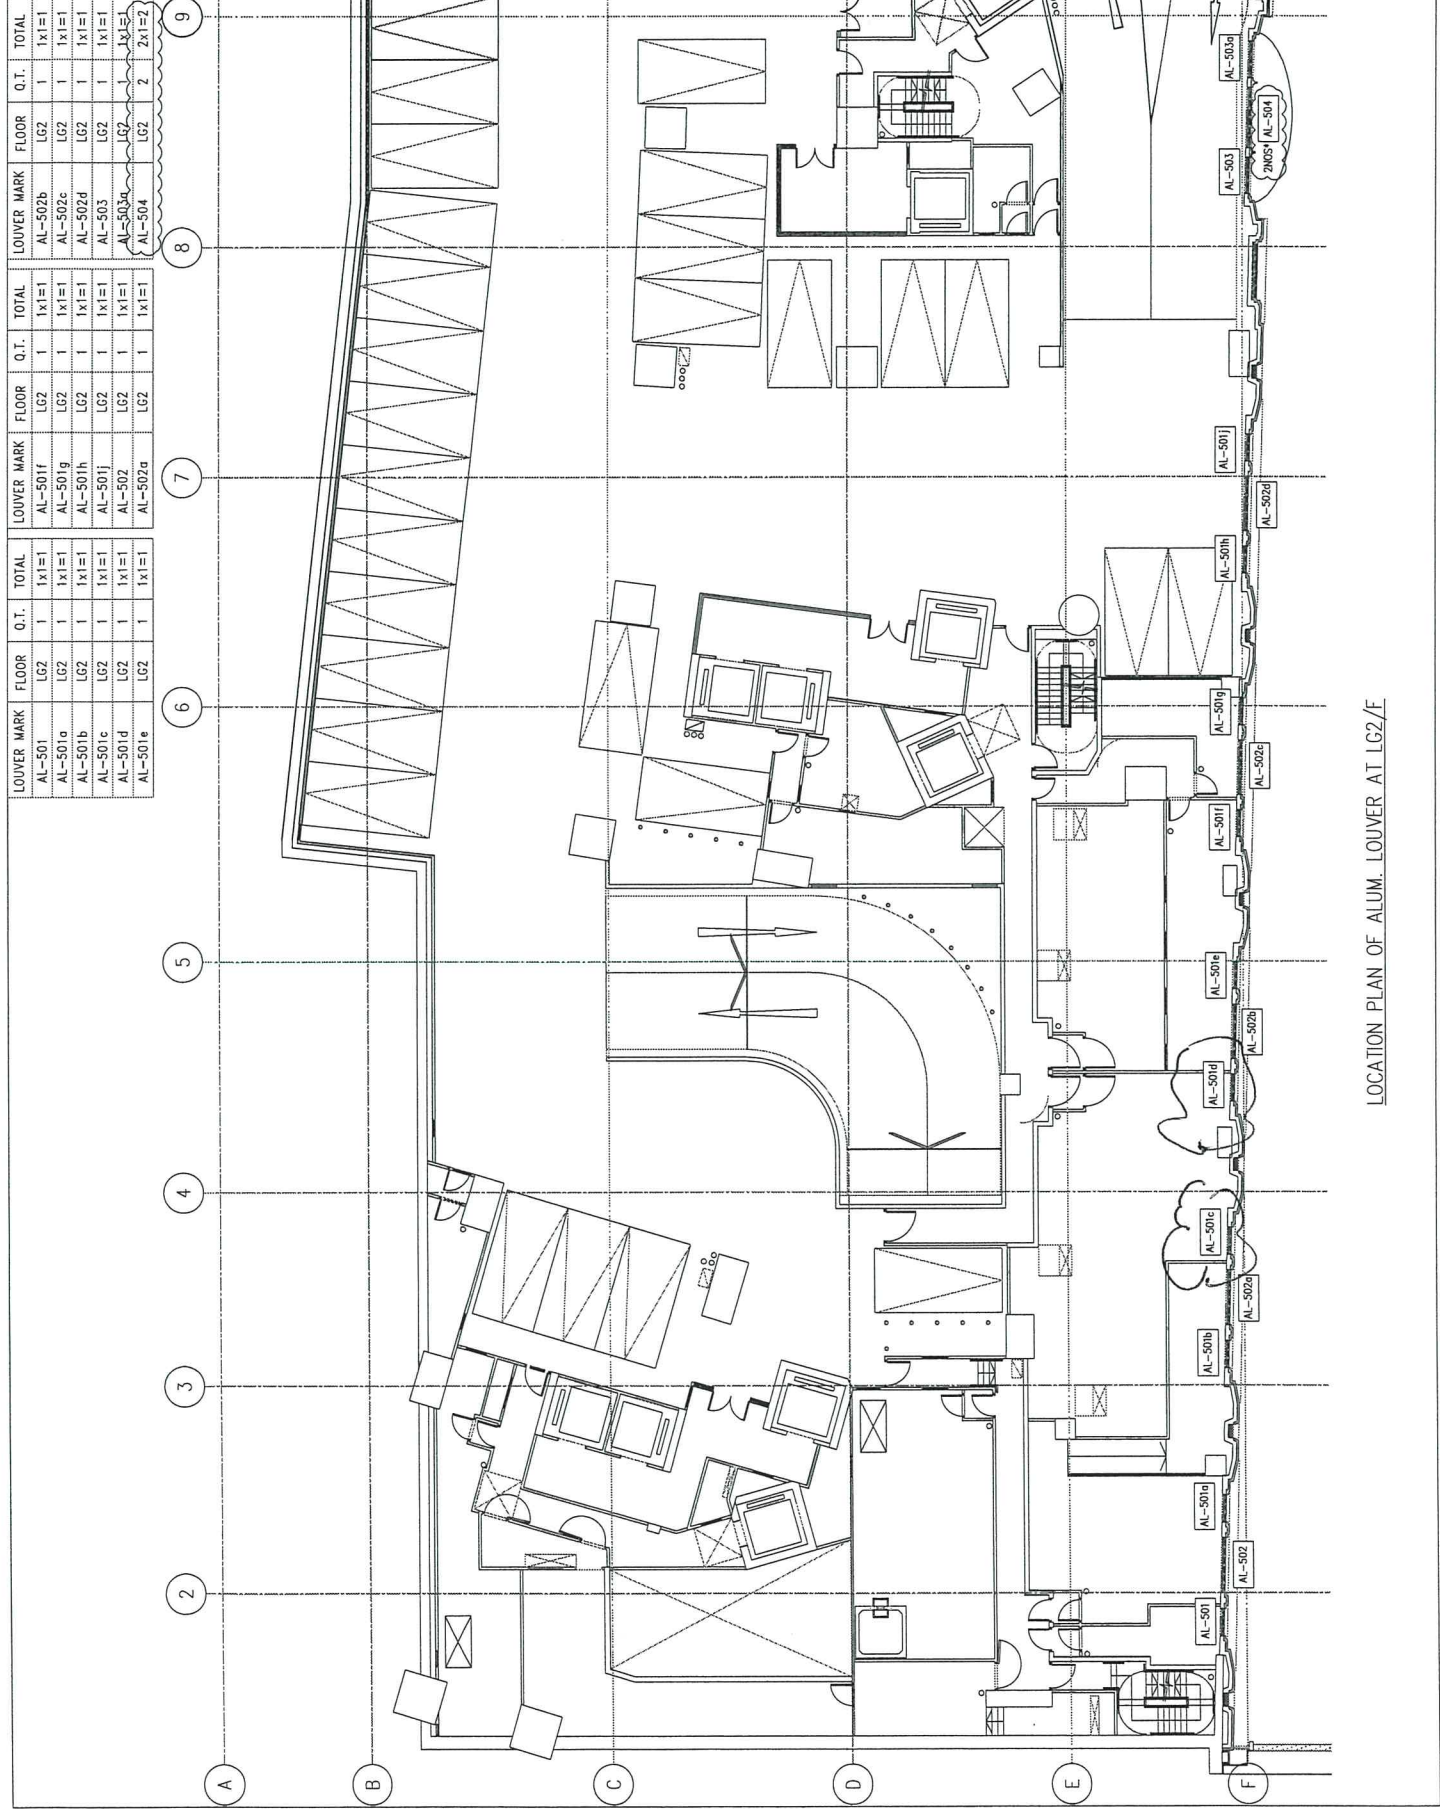 LOUVER MARK FLOOR Q.T. TOTAL
AL-501 LG2 1 1x1=1
AL-501a LG2 1 1x1=1
AL-501b LG2 1 1x1=1
AL-501c LG2 1 1x1=1
AL-501d LG2 1 1x1=1
AL-501e LG2 1 1x1=1
LOUVER MARK FLOOR Q.T. TOTAL
AL-501f LG2 1 1x1=1
AL-501g LG2 1 1x1=1
AL-501h LG2 1 1x1=1
AL-501j LG2 1 1x1=1
AL-502 LG2 1 1x1=1
AL-502a LG2 1 1x1=1
LOUVER MARK FLOOR Q.T. TOTAL
AL-502b LG2 1 1x1=1
AL-502c LG2 1 1x1=1
AL-502d LG2 1 1x1=1
AL-503 LG2 1 1x1=1
AL-503a LG2 1 1x1=1
AL-504 LG2 2 2x1=2
2
3
4
5
6
7
8
9
A
B
C
D
E
F
AL-501
AL-501a
AL-501b
AL-501c
AL-501d
AL-501e
AL-501f
AL-501g
AL-501h
AL-501j
AL-503
AL-503a
AL-502
AL-502a
AL-502b
AL-502c
AL-502d
2NOS* AL-504
LOCATION PLAN OF ALUM. LOUVER AT LG2/F